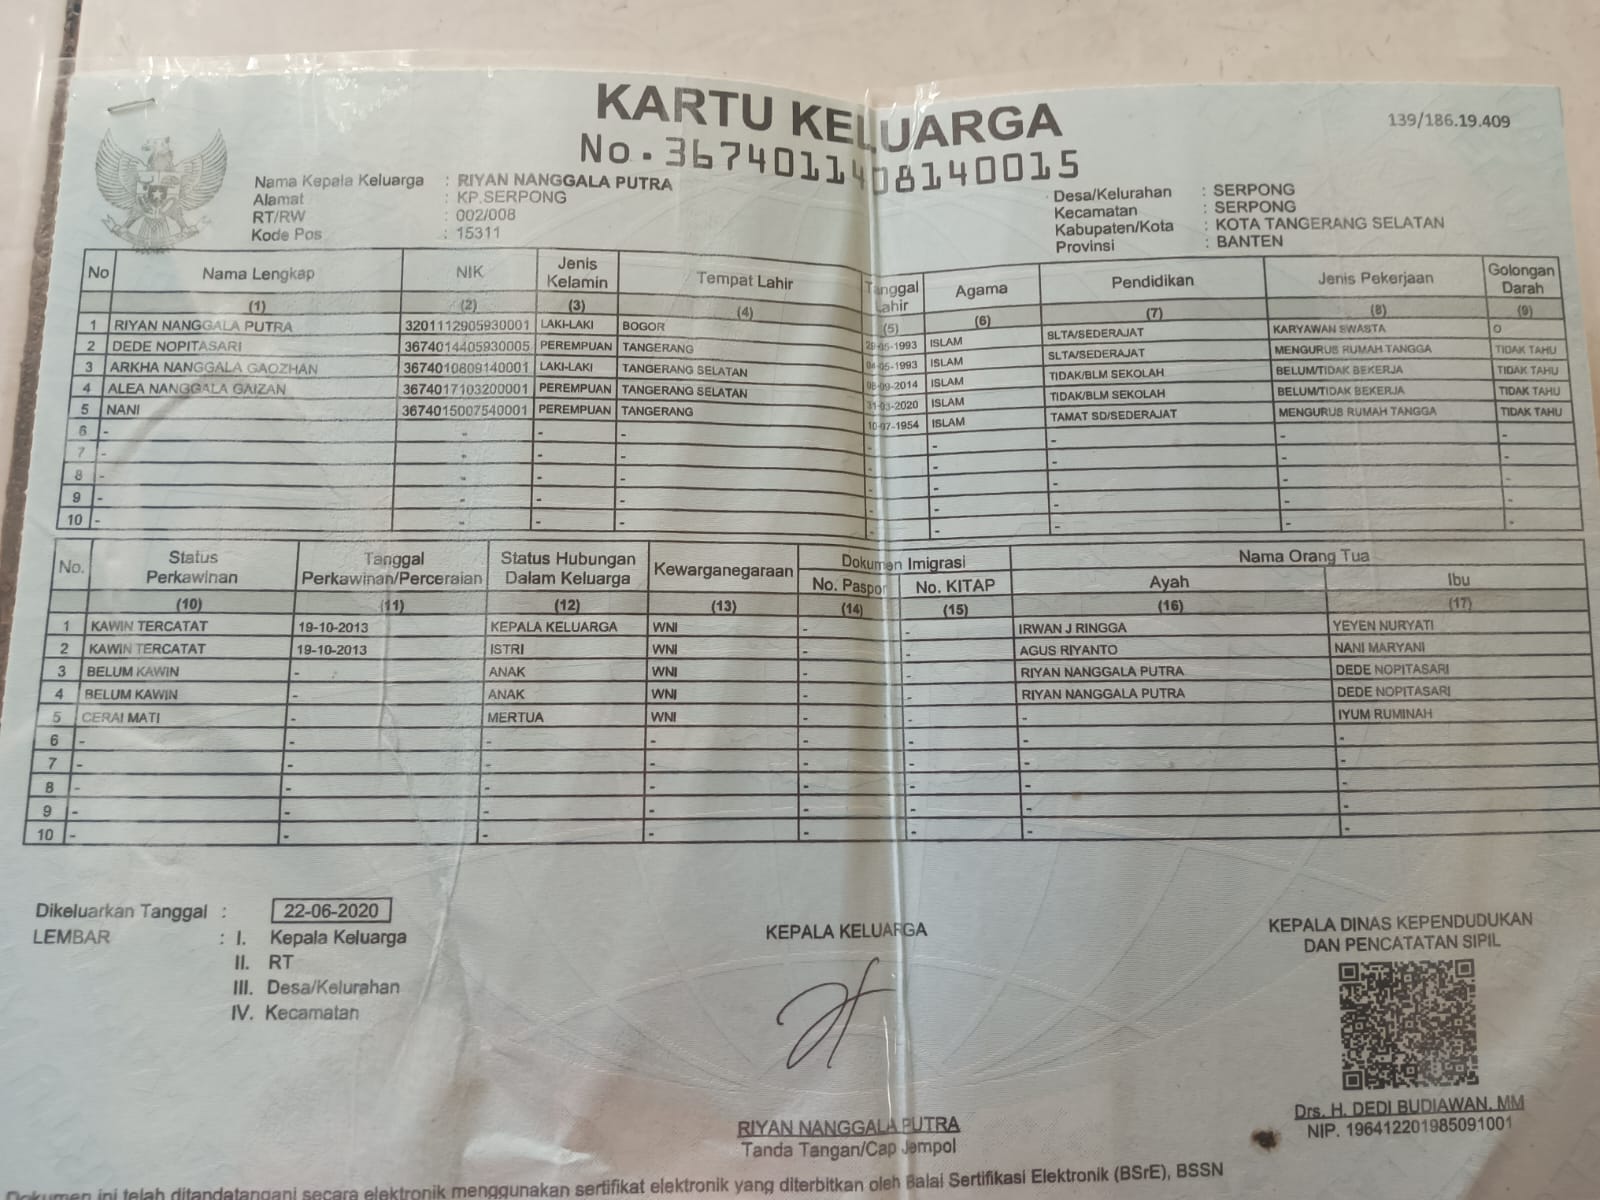 KARTU KELUARGA
No. 3674011408140015
139/186.19.409
Nama Kepala Keluarga : RIYAN NANGGALA PUTRA
Alamat : KP.SERPONG
RT/RW : 002/008
Kode Pos : 15311
Desa/Kelurahan : SERPONG
Kecamatan : SERPONG
Kabupaten/Kota : KOTA TANGERANG SELATAN
Provinsi : BANTEN
No Nama Lengkap NIK Jenis Kelamin Tempat Lahir Tanggal Lahir Agama Pendidikan Jenis Pekerjaan Golongan Darah
(1) (2) (3) (4) (5) (6) (7) (8) (9)
1 RIYAN NANGGALA PUTRA 3201112905930001 LAKI-LAKI BOGOR 29-05-1993 ISLAM SLTA/SEDERAJAT KARYAWAN SWASTA O
2 DEDE NOPITASARI 3674014405930005 PEREMPUAN TANGERANG 04-05-1993 ISLAM SLTA/SEDERAJAT MENGURUS RUMAH TANGGA TIDAK TAHU
3 ARKHA NANGGALA GAOZHAN 3674010809140001 LAKI-LAKI TANGERANG SELATAN 08-09-2014 ISLAM TIDAK/BLM SEKOLAH BELUM/TIDAK BEKERJA TIDAK TAHU
4 ALEA NANGGALA GAIZAN 3674017103200001 PEREMPUAN TANGERANG SELATAN 31-03-2020 ISLAM TIDAK/BLM SEKOLAH BELUM/TIDAK BEKERJA TIDAK TAHU
5 NANI 3674015007540001 PEREMPUAN TANGERANG 10-07-1954 ISLAM TAMAT SD/SEDERAJAT MENGURUS RUMAH TANGGA TIDAK TAHU
6 - - - - - - - - -
7 - - - - - - - - -
8 - - - - - - - - -
9 - - - - - - - - -
10 - - - - - - - - -
No. Status Perkawinan Tanggal Perkawinan/Perceraian Status Hubungan Dalam Keluarga Kewarganegaraan Dokumen Imigrasi Nama Orang Tua
No. Paspor No. KITAP Ayah Ibu
(10) (11) (12) (13) (14) (15) (16) (17)
1 KAWIN TERCATAT 19-10-2013 KEPALA KELUARGA WNI - - IRWAN J RINGGA YEYEN NURYATI
2 KAWIN TERCATAT 19-10-2013 ISTRI WNI - - AGUS RIYANTO NANI MARYANI
3 BELUM KAWIN - ANAK WNI - - RIYAN NANGGALA PUTRA DEDE NOPITASARI
4 BELUM KAWIN - ANAK WNI - - RIYAN NANGGALA PUTRA DEDE NOPITASARI
5 CERAI MATI - MERTUA WNI - - - IYUM RUMINAH
6 - - - - - - - -
7 - - - - - - - -
8 - - - - - - - -
9 - - - - - - - -
10 - - - - - - - -
Dikeluarkan Tanggal : 22-06-2020
LEMBAR : I. Kepala Keluarga
II. RT
III. Desa/Kelurahan
IV. Kecamatan
KEPALA KELUARGA
RIYAN NANGGALA PUTRA
Tanda Tangan/Cap Jempol
KEPALA DINAS KEPENDUDUKAN
DAN PENCATATAN SIPIL
Drs. H. DEDI BUDIAWAN, MM
NIP. 196412201985091001
Dokumen ini telah ditandatangani secara elektronik menggunakan sertifikat elektronik yang diterbitkan oleh Balai Sertifikasi Elektronik (BSrE), BSSN